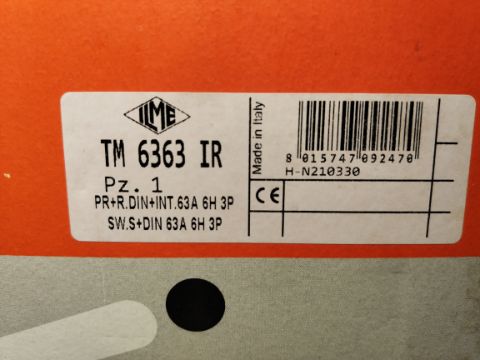 ILME
TM 6363 IR
Pz. 1
PR+R.DIN+INT.63A 6H 3P
SW.S+DIN 63A 6H 3P
Made in Italy
8 015747 092470
H-N210330
CE